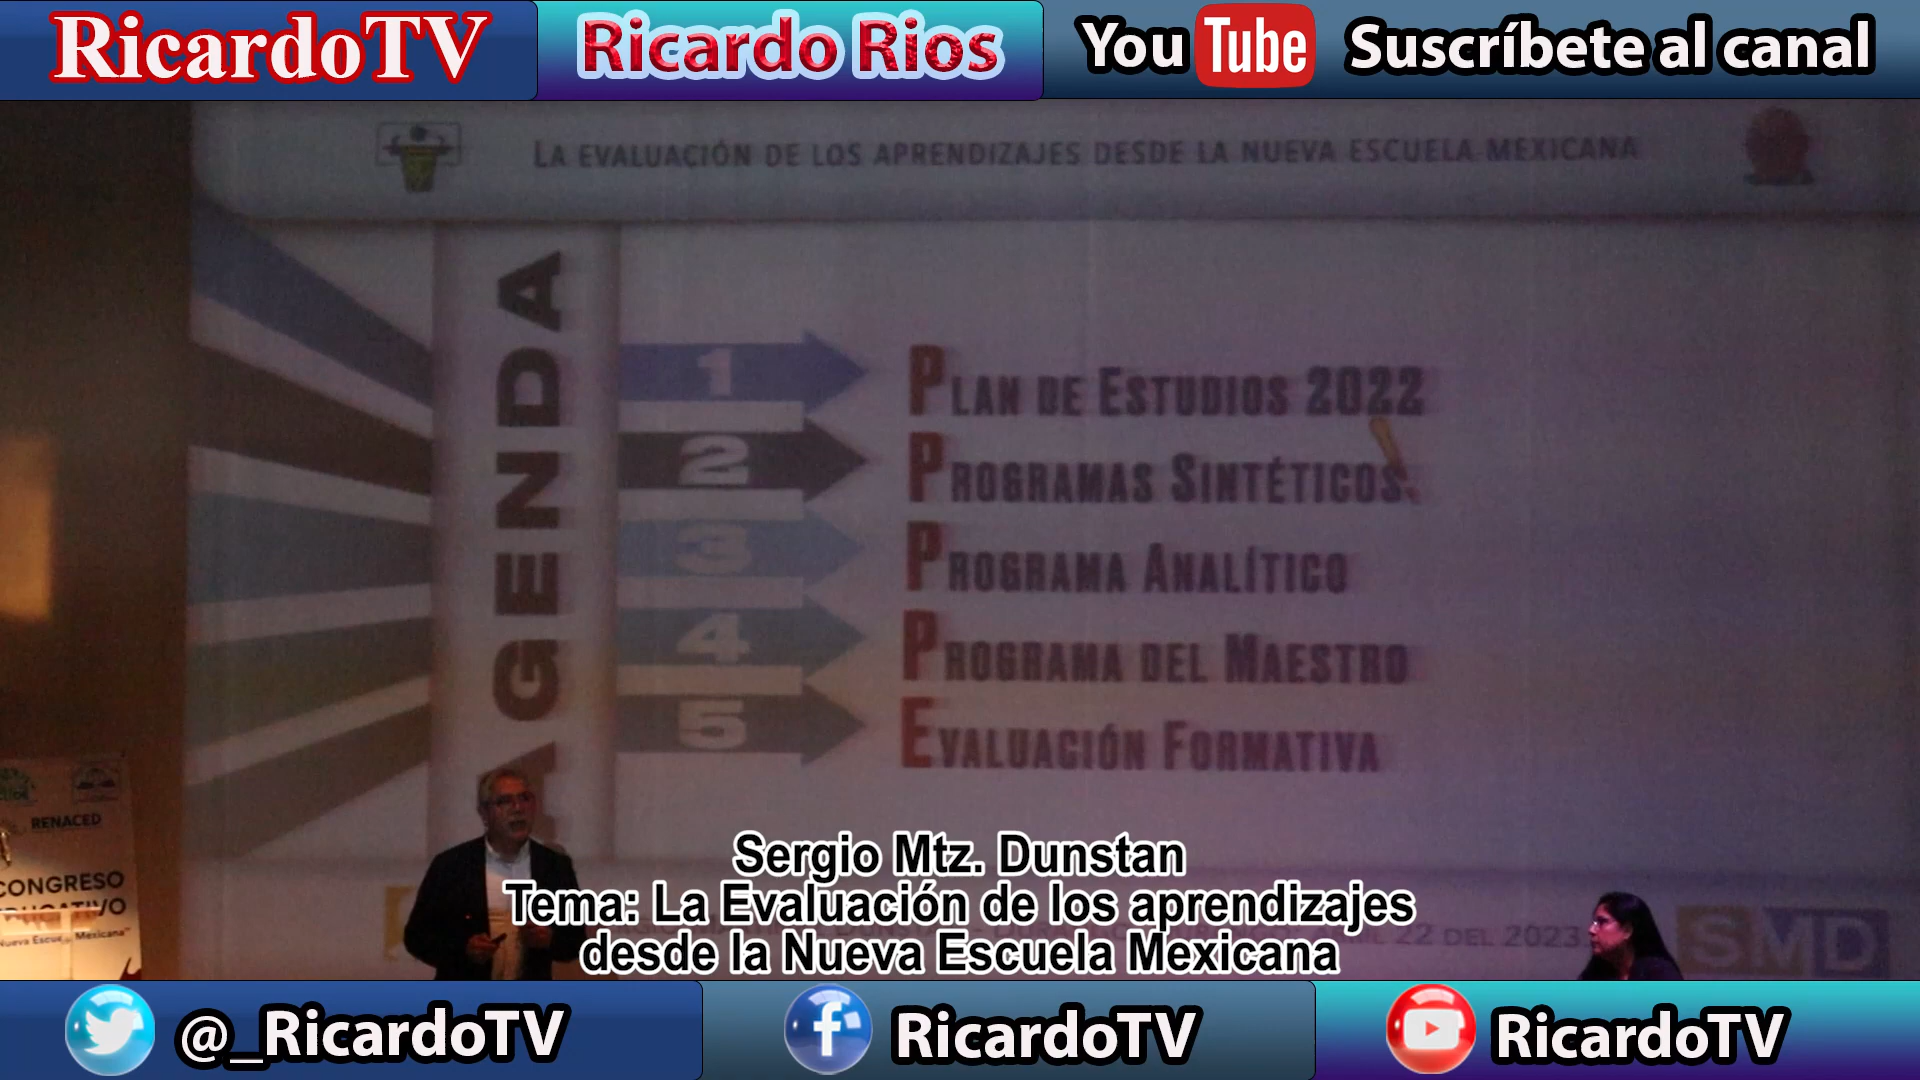 RicardoTV
Ricardo Rios
YouTube Suscríbete al canal
LA EVALUACIÓN DE LOS APRENDIZAJES DESDE LA NUEVA ESCUELA MEXICANA
AGENDA
1 PLAN DE ESTUDIOS 2022
2 PROGRAMAS SINTÉTICOS
3 PROGRAMA ANALÍTICO
4 PROGRAMA DEL MAESTRO
5 EVALUACIÓN FORMATIVA
RENACED
CONGRESO
EDUCATIVO
Mexicana"
22 DEL 2023
SMD
Sergio Mtz. Dunstan
Tema: La Evaluación de los aprendizajes
desde la Nueva Escuela Mexicana
@_RicardoTV
RicardoTV
RicardoTV